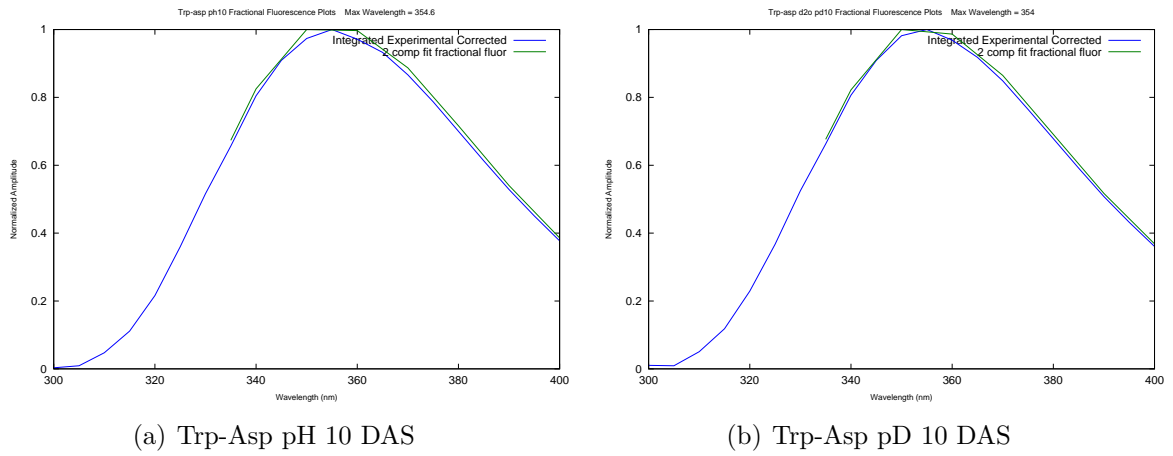 Trp-asp ph10 Fractional Fluorescence Plots Max Wavelength = 354.6
Integrated Experimental Corrected
2 comp fit fractional fluor
Normalized Amplitude
1
0.8
0.6
0.4
0.2
0
300
320
340
360
380
400
Wavelength (nm)
(a) Trp-Asp pH 10 DAS
Trp-asp d2o pd10 Fractional Fluorescence Plots Max Wavelength = 354
Integrated Experimental Corrected
2 comp fit fractional fluor
Normalized Amplitude
1
0.8
0.6
0.4
0.2
0
300
320
340
360
380
400
Wavelength (nm)
(b) Trp-Asp pD 10 DAS